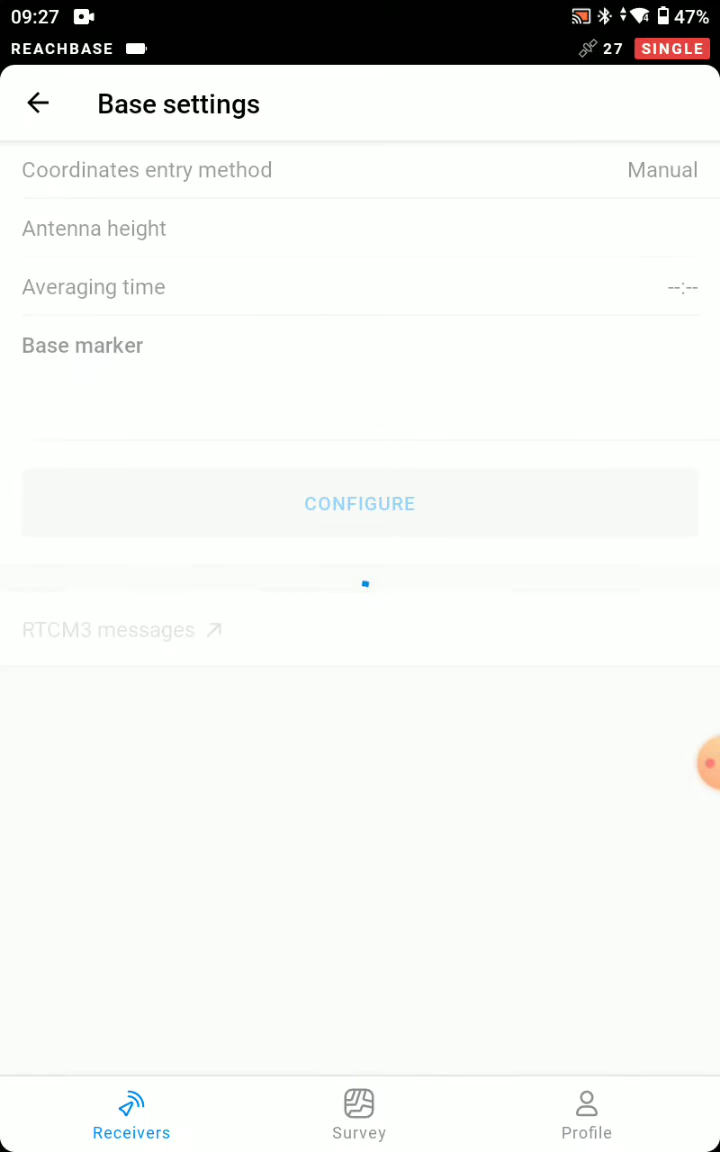 09:27 47%
REACHBASE 27 SINGLE
Base settings
Coordinates entry method Manual
Antenna height
Averaging time --:--
Base marker
CONFIGURE
RTCM3 messages
Receivers Survey Profile